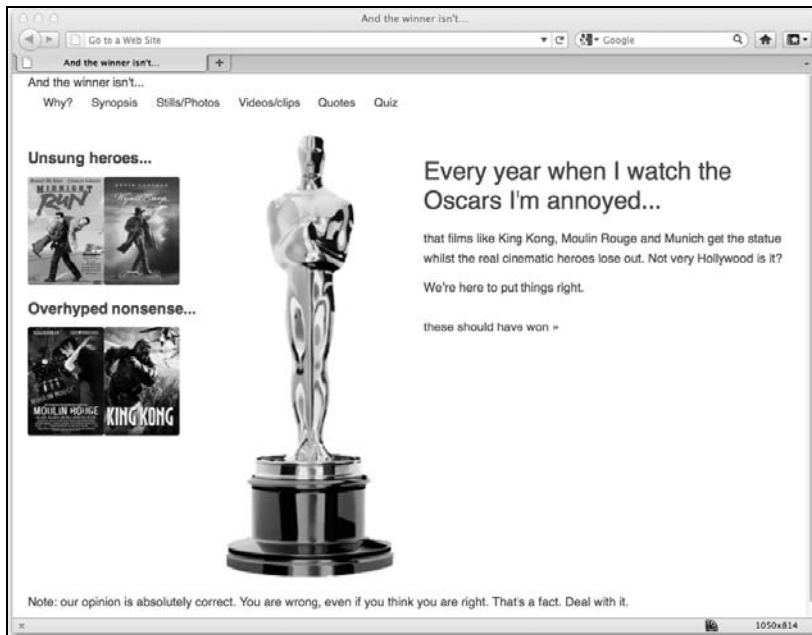 And the winner isn't...
Go to a Web Site
Google
And the winner isn't...
And the winner isn't...
Why? Synopsis Stills/Photos Videos/clips Quotes Quiz
Unsung heroes...
MIDNIGHT
RUN
KEVIN COSTNER
Wyatt Earp
Overhyped nonsense...
MOULIN ROUGE
KING KONG
Every year when I watch the
Oscars I'm annoyed...
that films like King Kong, Moulin Rouge and Munich get the statue
whilst the real cinematic heroes lose out. Not very Hollywood is it?
We're here to put things right.
these should have won »
Note: our opinion is absolutely correct. You are wrong, even if you think you are right. That's a fact. Deal with it.
1050x814